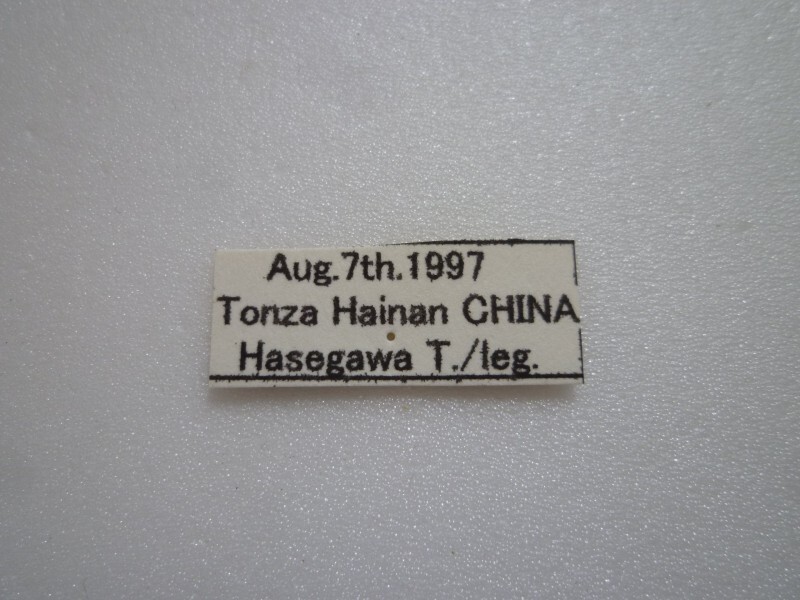 Aug.7th.1997
Tonza Hainan CHINA
Hasegawa T./leg.